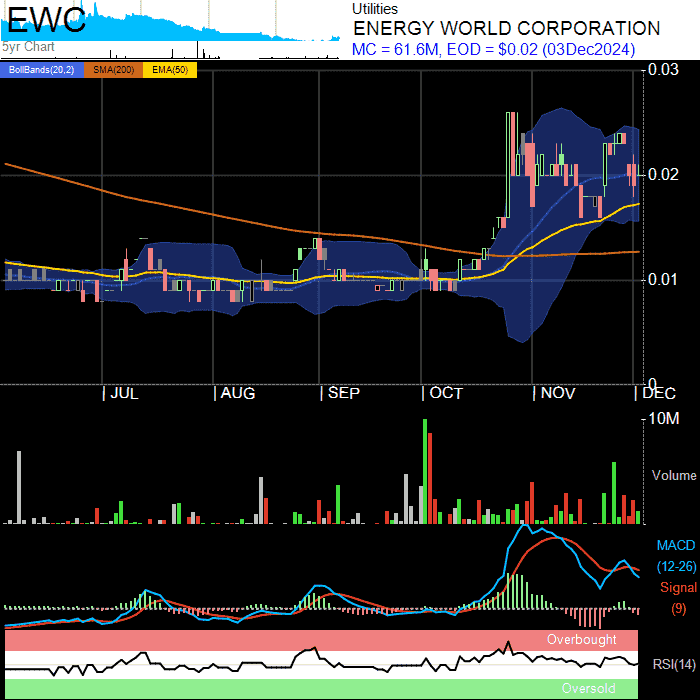 EWC
5yr Chart
Utilities
ENERGY WORLD CORPORATION
MC = 61.6M, EOD = $0.02 (03Dec2024)
BollBands(20,2) SMA(200) EMA(50)
0.03
0.02
0.01
0
JUL AUG SEP OCT NOV DEC
10M
Volume
MACD
(12-26)
Signal
(9)
Overbought
RSI(14)
Oversold